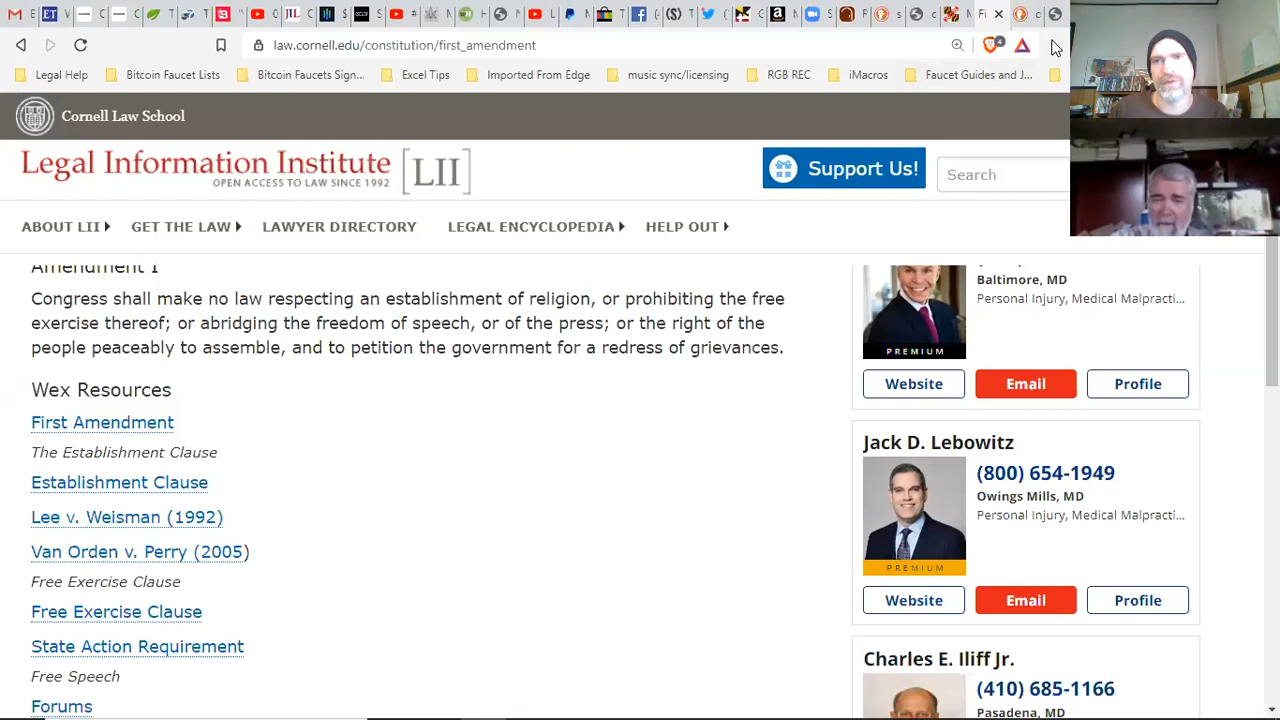 law.cornell.edu/constitution/first_amendment
4
Legal Help
Bitcoin Faucet Lists
Bitcoin Faucets Sign...
Excel Tips
Imported From Edge
music sync/licensing
RGB REC
iMacros
Faucet Guides and J...
Cornell Law School
Legal Information Institute [LII]
OPEN ACCESS TO LAW SINCE 1992
Support Us!
Search
ABOUT LII
GET THE LAW
LAWYER DIRECTORY
LEGAL ENCYCLOPEDIA
HELP OUT
Amendment I
Congress shall make no law respecting an establishment of religion, or prohibiting the free
exercise thereof; or abridging the freedom of speech, or of the press; or the right of the
people peaceably to assemble, and to petition the government for a redress of grievances.
Wex Resources
First Amendment
The Establishment Clause
Establishment Clause
Lee v. Weisman (1992)
Van Orden v. Perry (2005)
Free Exercise Clause
Free Exercise Clause
State Action Requirement
Free Speech
Forums
Baltimore, MD
Personal Injury, Medical Malpracti...
PREMIUM
Website
Email
Profile
Jack D. Lebowitz
(800) 654-1949
Owings Mills, MD
Personal Injury, Medical Malpracti...
PREMIUM
Website
Email
Profile
Charles E. Iliff Jr.
(410) 685-1166
Pasadena, MD